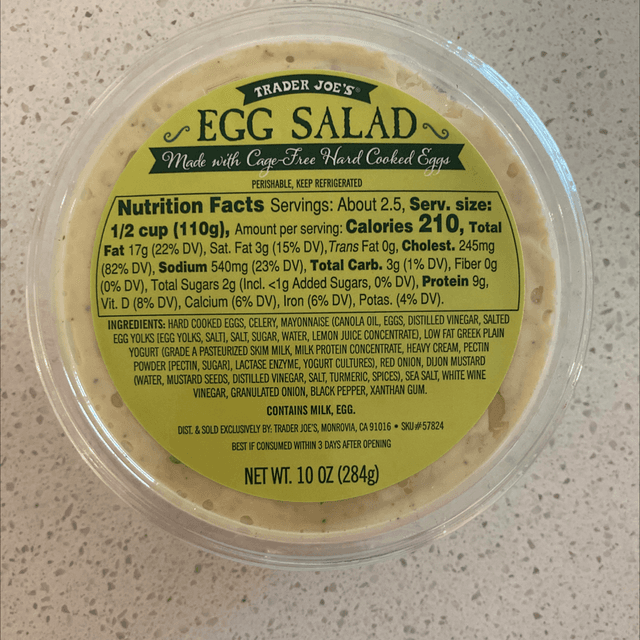 TRADER JOE'S®
EGG SALAD
Made with Cage-Free Hard Cooked Eggs
PERISHABLE, KEEP REFRIGERATED
Nutrition Facts Servings: About 2.5, Serv. size:
1/2 cup (110g), Amount per serving: Calories 210, Total
Fat 17g (22% DV), Sat. Fat 3g (15% DV), Trans Fat 0g, Cholest. 245mg
(82% DV), Sodium 540mg (23% DV), Total Carb. 3g (1% DV), Fiber 0g
(0% DV), Total Sugars 2g (Incl. <1g Added Sugars, 0% DV), Protein 9g,
Vit. D (8% DV), Calcium (6% DV), Iron (6% DV), Potas. (4% DV).
INGREDIENTS: HARD COOKED EGGS, CELERY, MAYONNAISE (CANOLA OIL, EGGS, DISTILLED VINEGAR, SALTED
EGG YOLKS [EGG YOLKS, SALT], SALT, SUGAR, WATER, LEMON JUICE CONCENTRATE), LOW FAT GREEK PLAIN
YOGURT (GRADE A PASTEURIZED SKIM MILK, MILK PROTEIN CONCENTRATE, HEAVY CREAM, PECTIN
POWDER [PECTIN, SUGAR], LACTASE ENZYME, YOGURT CULTURES), RED ONION, DIJON MUSTARD
(WATER, MUSTARD SEEDS, DISTILLED VINEGAR, SALT, TURMERIC, SPICES), SEA SALT, WHITE WINE
VINEGAR, GRANULATED ONION, BLACK PEPPER, XANTHAN GUM.
CONTAINS MILK, EGG.
DIST. & SOLD EXCLUSIVELY BY: TRADER JOE'S, MONROVIA, CA 91016 • SKU# 57824
BEST IF CONSUMED WITHIN 3 DAYS AFTER OPENING
NET WT. 10 OZ (284g)